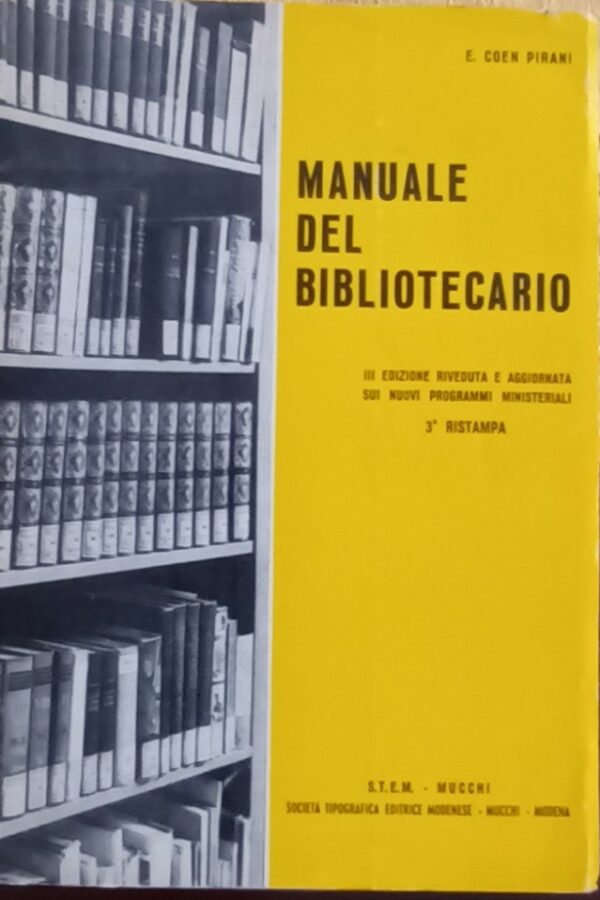 E. COEN PIRANI
MANUALE
DEL
BIBLIOTECARIO
III EDIZIONE RIVEDUTA E AGGIORNATA
SUI NUOVI PROGRAMMI MINISTERIALI
3ª RISTAMPA
S.T.E.M. - MUCCHI
SOCIETÀ TIPOGRAFICA EDITRICE MODENESE - MUCCHI - MODENA